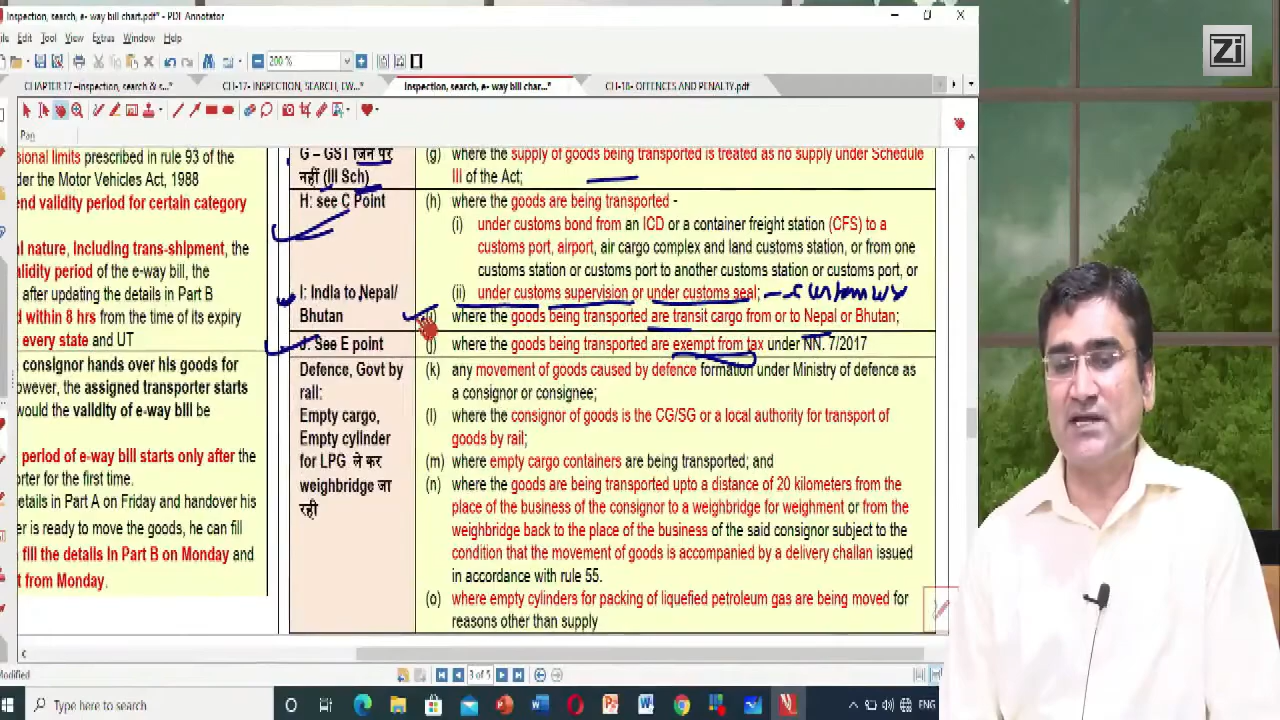 Inspection, search, e- way bill chart.pdf* - PDF Annotator
Edit Tool View Extras Window Help
200 %
CHAPTER 17 –inspection, search & s..."
CH-17- INSPECTION, SEARCH, EW..."
Inspection, search, e- way bill char..."
CH-18- OFFENCES AND PENALTY.pdf
Pan
sional limits prescribed in rule 93 of the
der the Motor Vehicles Act, 1988
end validity period for certain category
al nature, including trans-shipment, the
alidity period of the e-way bill, the
after updating the details in Part B
d within 8 hrs from the time of its expiry
every state and UT
consignor hands over his goods for
owever, the assigned transporter starts
would the validity of e-way bill be
period of e-way bill starts only after the
orter for the first time.
etails in Part A on Friday and handover his
er is ready to move the goods, he can fill
fill the details in Part B on Monday and
t from Monday.
G – GST जिन पर
नहीं (III Sch)
(g) where the supply of goods being transported is treated as no supply under Schedule
III of the Act;
H: see C Point
(h) where the goods are being transported -
(i) under customs bond from an ICD or a container freight station (CFS) to a
customs port, airport, air cargo complex and land customs station, or from one
customs station or customs port to another customs station or customs port, or
(ii) under customs supervision or under customs seal;
I: India to Nepal/
Bhutan
where the goods being transported are transit cargo from or to Nepal or Bhutan;
J: See E point
(j) where the goods being transported are exempt from tax under NN. 7/2017
Defence, Govt by
rail:
Empty cargo,
Empty cylinder
for LPG ले कर
weighbridge जा
रही
(k) any movement of goods caused by defence formation under Ministry of defence as
a consignor or consignee;
(l) where the consignor of goods is the CG/SG or a local authority for transport of
goods by rail;
(m) where empty cargo containers are being transported; and
(n) where the goods are being transported upto a distance of 20 kilometers from the
place of the business of the consignor to a weighbridge for weighment or from the
weighbridge back to the place of the business of the said consignor subject to the
condition that the movement of goods is accompanied by a delivery challan issued
in accordance with rule 55.
(o) where empty cylinders for packing of liquefied petroleum gas are being moved for
reasons other than supply
3 of 5
Modified
Type here to search
ENG
Zi